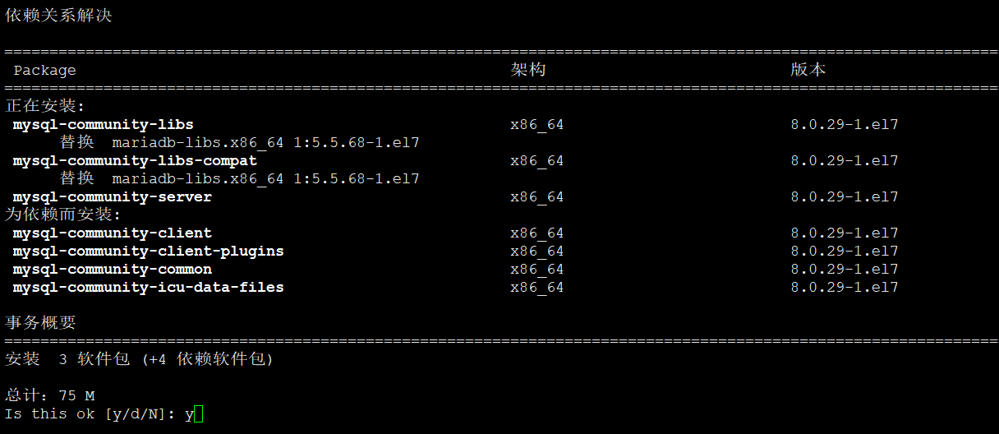 依赖关系解决
================================================================================================================
Package 架构 版本
================================================================================================================
正在安装:
mysql-community-libs x86_64 8.0.29-1.el7
替换 mariadb-libs.x86_64 1:5.5.68-1.el7
mysql-community-libs-compat x86_64 8.0.29-1.el7
替换 mariadb-libs.x86_64 1:5.5.68-1.el7
mysql-community-server x86_64 8.0.29-1.el7
为依赖而安装:
mysql-community-client x86_64 8.0.29-1.el7
mysql-community-client-plugins x86_64 8.0.29-1.el7
mysql-community-common x86_64 8.0.29-1.el7
mysql-community-icu-data-files x86_64 8.0.29-1.el7
事务概要
================================================================================================================
安装 3 软件包 (+4 依赖软件包)
总计：75 M
Is this ok [y/d/N]: y